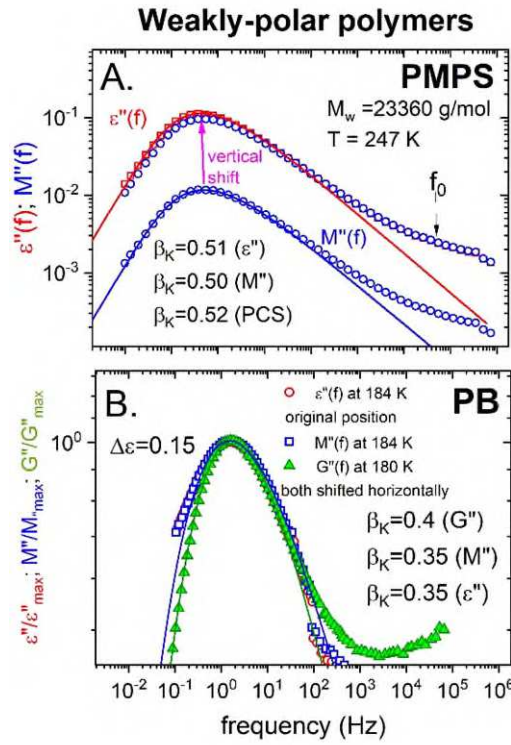 Weakly-polar polymers
A. PMPS
ε"(f)
M_w =23360 g/mol
T = 247 K
vertical
shift
f_0
M"(f)
β_K=0.51 (ε")
β_K=0.50 (M")
β_K=0.52 (PCS)
ε"(f); M"(f)
10^-1
10^-2
10^-3
B. PB
ε"(f) at 184 K
original position
M"(f) at 184 K
G"(f) at 180 K
both shifted horizontally
Δε=0.15
β_K=0.4 (G")
β_K=0.35 (M")
β_K=0.35 (ε")
ε"/ε"_max; M"/M"_max; G"/G"_max
10^0
10^-2 10^-1 10^0 10^1 10^2 10^3 10^4 10^5 10^6
frequency (Hz)